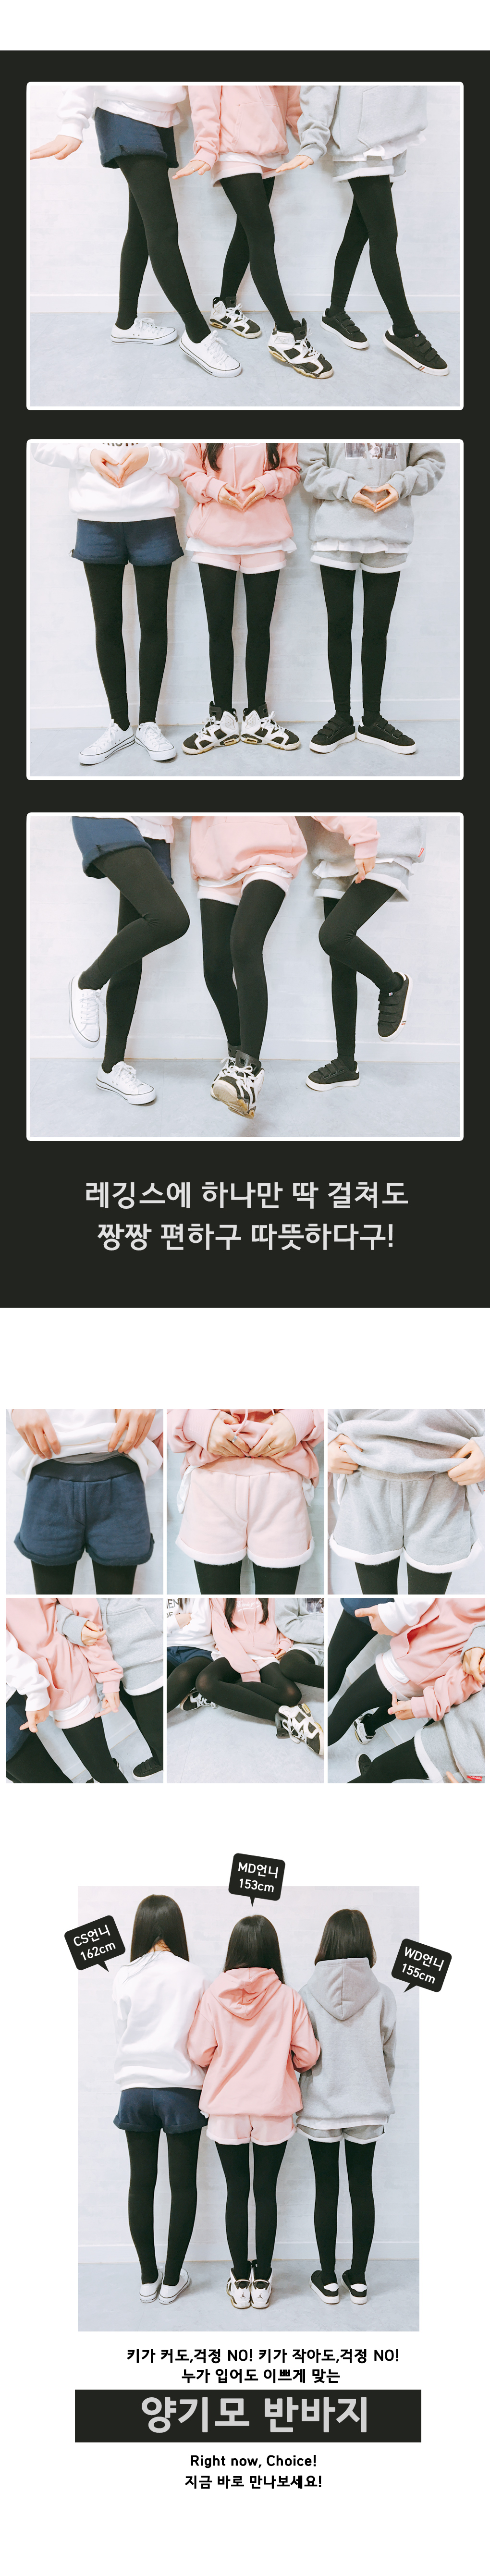 레깅스에 하나만 딱 걸쳐도
짱짱 편하구 따뜻하다구!
MD언니
153cm
CS언니
162cm
WD언니
155cm
키가 커도,걱정 NO! 키가 작아도,걱정 NO!
누가 입어도 이쁘게 맞는
양기모 반바지
Right now, Choice!
지금 바로 만나보세요!